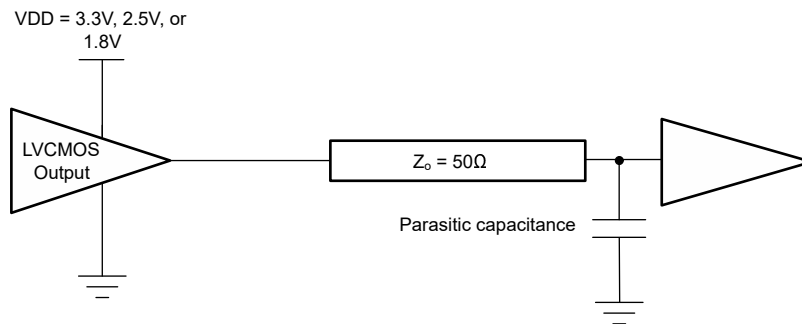 VDD = 3.3V, 2.5V, or
1.8V
LVCMOS
Output
Zₒ = 50Ω
Parasitic capacitance